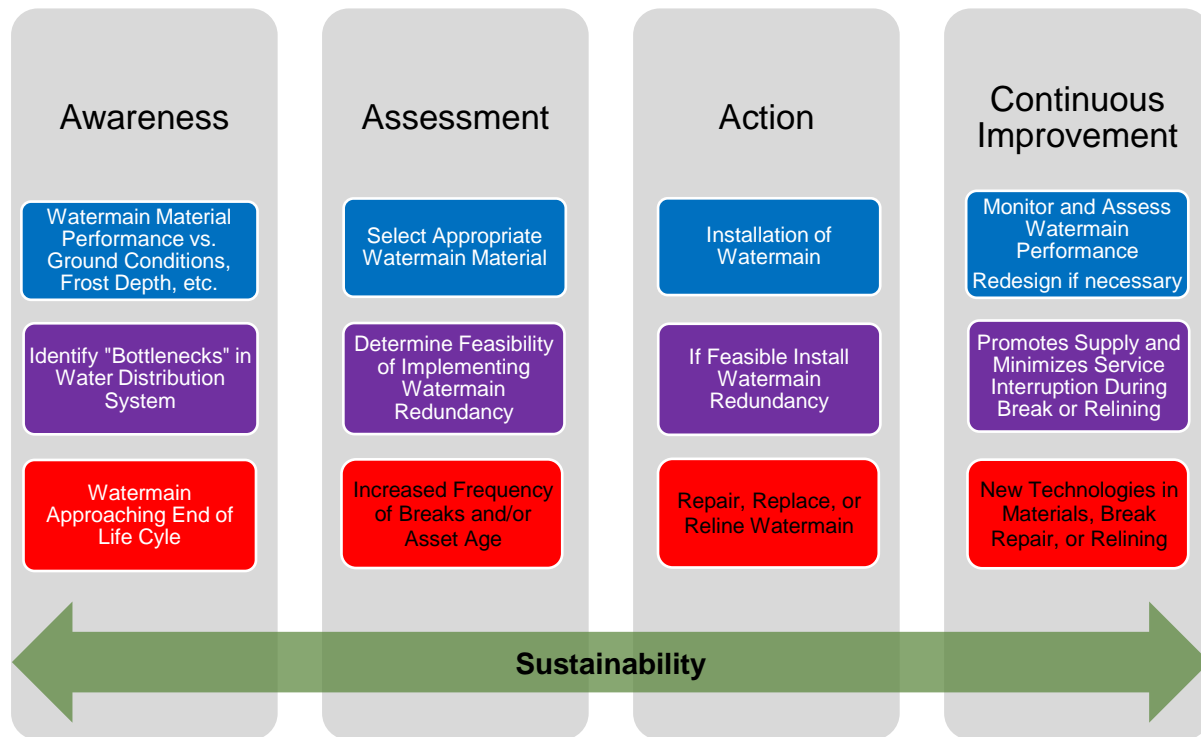 Awareness
Watermain Material
Performance vs.
Ground Conditions,
Frost Depth, etc.
Identify "Bottlenecks" in
Water Distribution
System
Watermain
Approaching End of
Life Cyle
Assessment
Select Appropriate
Watermain Material
Determine Feasibility
of Implementing
Watermain
Redundancy
Increased Frequency
of Breaks and/or
Asset Age
Action
Installation of
Watermain
If Feasible Install
Watermain
Redundancy
Repair, Replace, or
Reline Watermain
Continuous
Improvement
Monitor and Assess
Watermain
Performance
Redesign if necessary
Promotes Supply and
Minimizes Service
Interruption During
Break or Relining
New Technologies in
Materials, Break
Repair, or Relining
Sustainability